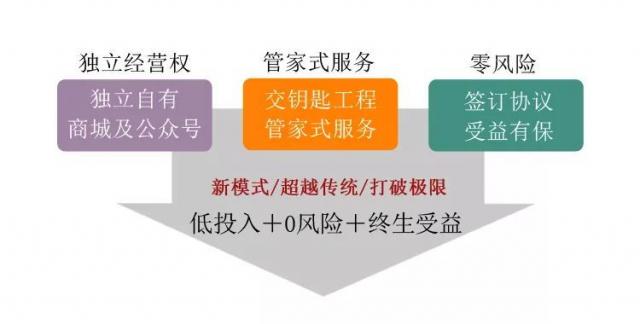 独立经营权
管家式服务
零风险
独立自有
商城及公众号
交钥匙工程
管家式服务
签订协议
受益有保
新模式/超越传统/打破极限
低投入+0风险+终生受益